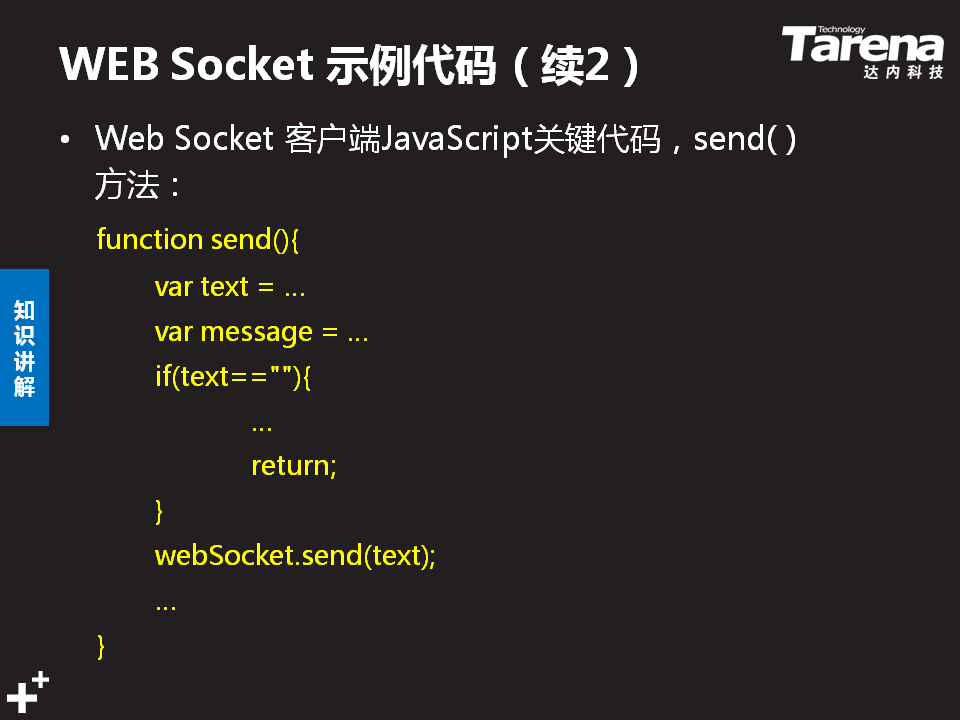 WEB Socket 示例代码（续2）
Technology
Tarena
达内科技
• Web Socket 客户端JavaScript关键代码，send( )
方法：
function send(){
var text = ...
var message = ...
if(text==""){
...
return;
}
webSocket.send(text);
...
}
知识讲解